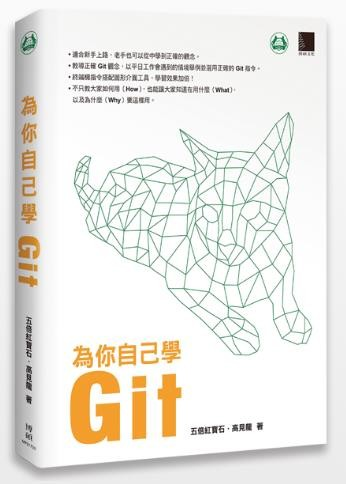 • 適合新手上路、老手也可以從中學到正確的觀念。
• 教導正確 Git 觀念，以平日工作會遇到的情境舉例並選用正確的 Git 指令。
• 終端機指令搭配圖形介面工具，學習效果加倍！
• 不只教大家如何用（How），也能讓大家知道在用什麼（What），
以及為什麼（Why）要這樣用。
為你自己學
Git
五倍紅寶石・高見龍 著
為你自己學 Git
五倍紅寶石・高見龍 著
博碩